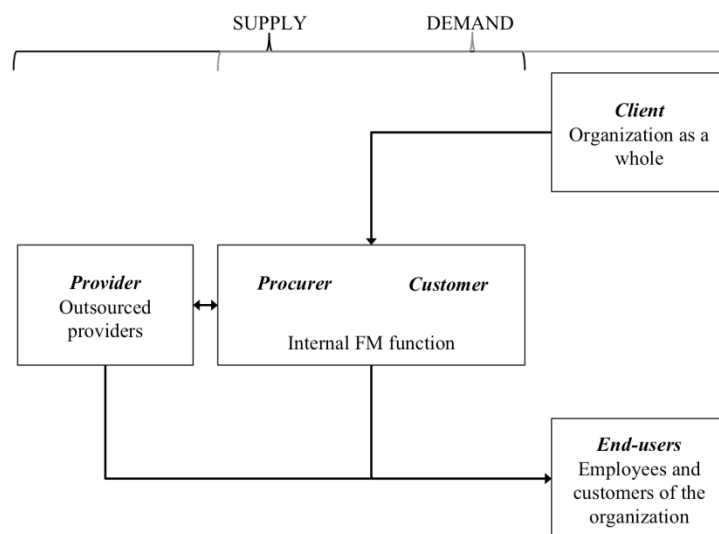 SUPPLY DEMAND
Client
Organization as a
whole
Provider
Outsourced
providers
Procurer Customer
Internal FM function
End-users
Employees and
customers of the
organization